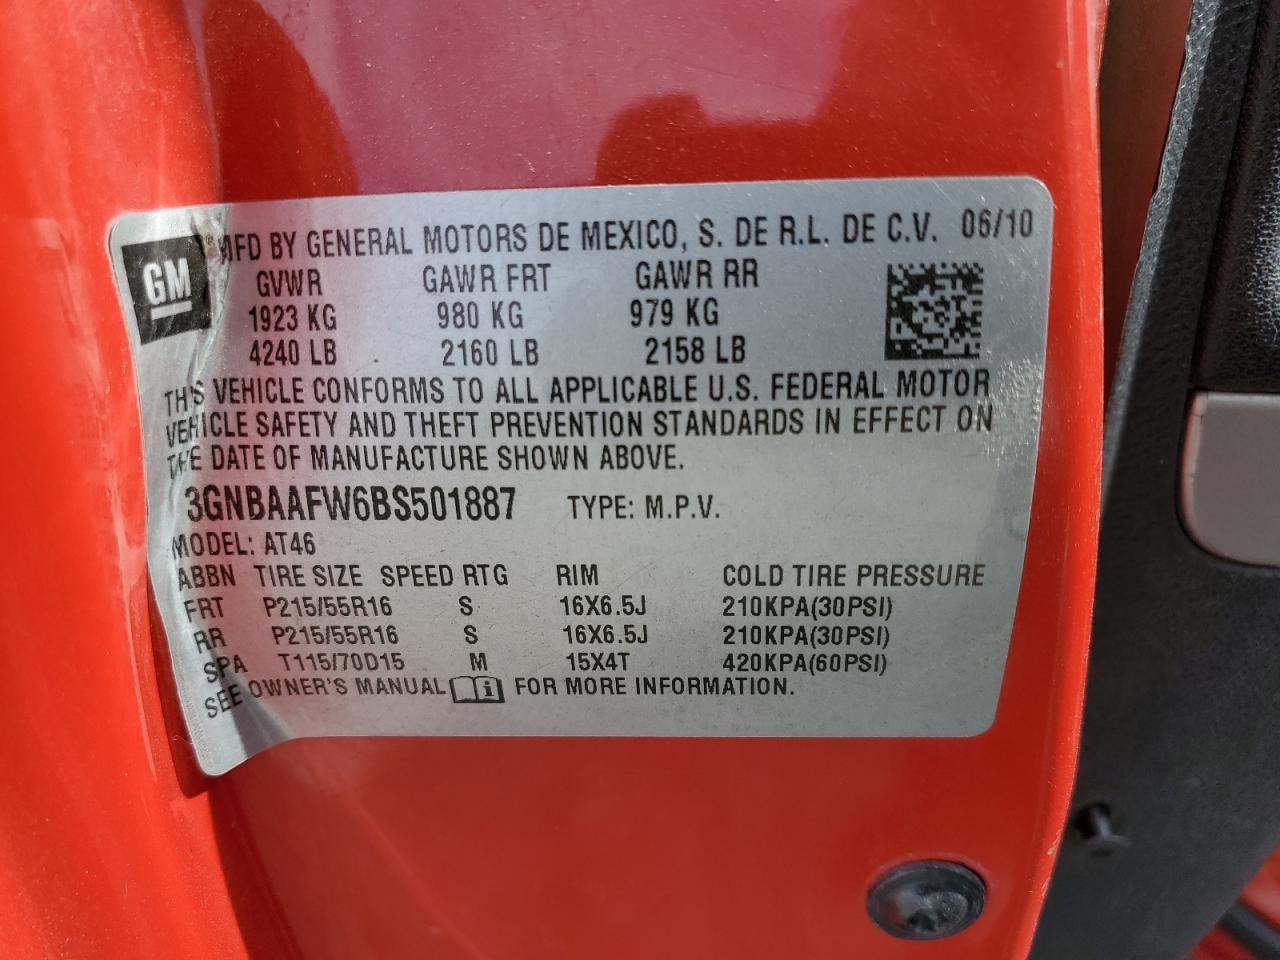 GM
MFD BY GENERAL MOTORS DE MEXICO, S. DE R.L. DE C.V. 06/10
GVWR GAWR FRT GAWR RR
1923 KG 980 KG 979 KG
4240 LB 2160 LB 2158 LB
THIS VEHICLE CONFORMS TO ALL APPLICABLE U.S. FEDERAL MOTOR
VEHICLE SAFETY AND THEFT PREVENTION STANDARDS IN EFFECT ON
THE DATE OF MANUFACTURE SHOWN ABOVE.
3GNBAAFW6BS501887 TYPE: M.P.V.
MODEL: AT46
ABBN TIRE SIZE SPEED RTG RIM COLD TIRE PRESSURE
FRT P215/55R16 S 16X6.5J 210KPA(30PSI)
RR P215/55R16 S 16X6.5J 210KPA(30PSI)
SPA T115/70D15 M 15X4T 420KPA(60PSI)
SEE OWNER'S MANUAL FOR MORE INFORMATION.